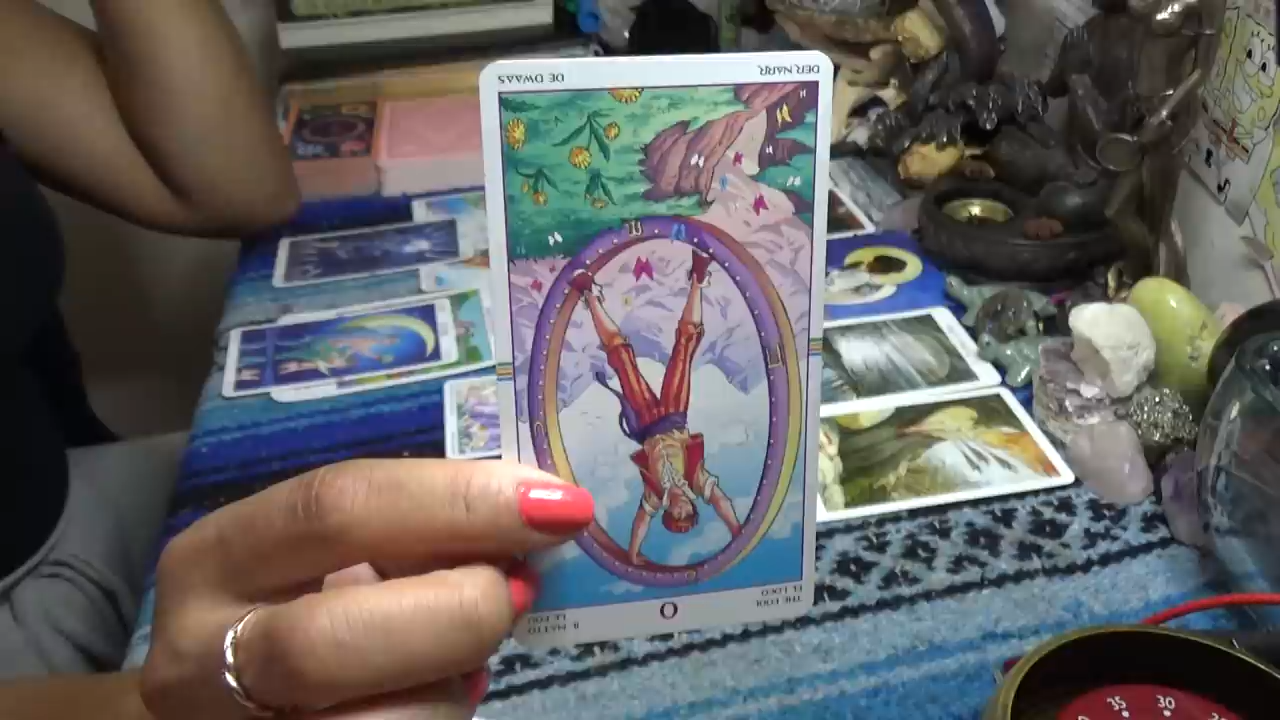 DE DWAAS
DER NARR
0
THE FOOL
EL LOCO
IL MATTO
LE FOU
35
30